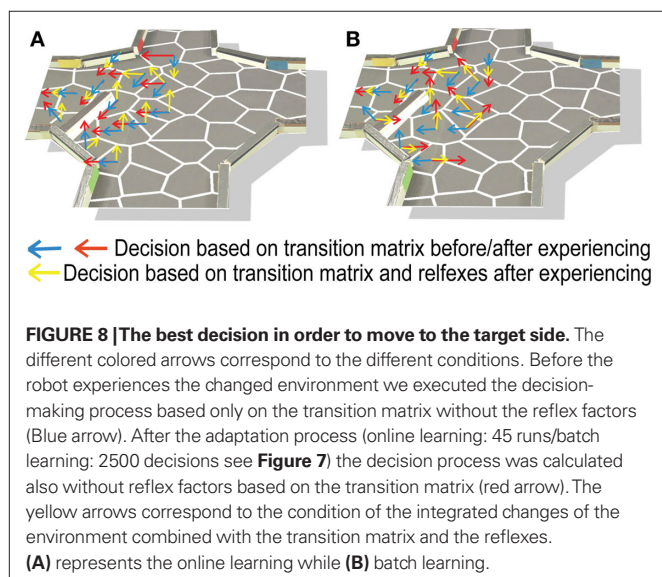 A
B
Decision based on transition matrix before/after experiencing
Decision based on transition matrix and relfexes after experiencing
FIGURE 8 | The best decision in order to move to the target side. The
different colored arrows correspond to the different conditions. Before the
robot experiences the changed environment we executed the decision-
making process based only on the transition matrix without the reflex factors
(Blue arrow). After the adaptation process (online learning: 45 runs/batch
learning: 2500 decisions see Figure 7) the decision process was calculated
also without reflex factors based on the transition matrix (red arrow). The
yellow arrows correspond to the condition of the integrated changes of the
environment combined with the transition matrix and the reflexes.
(A) represents the online learning while (B) batch learning.